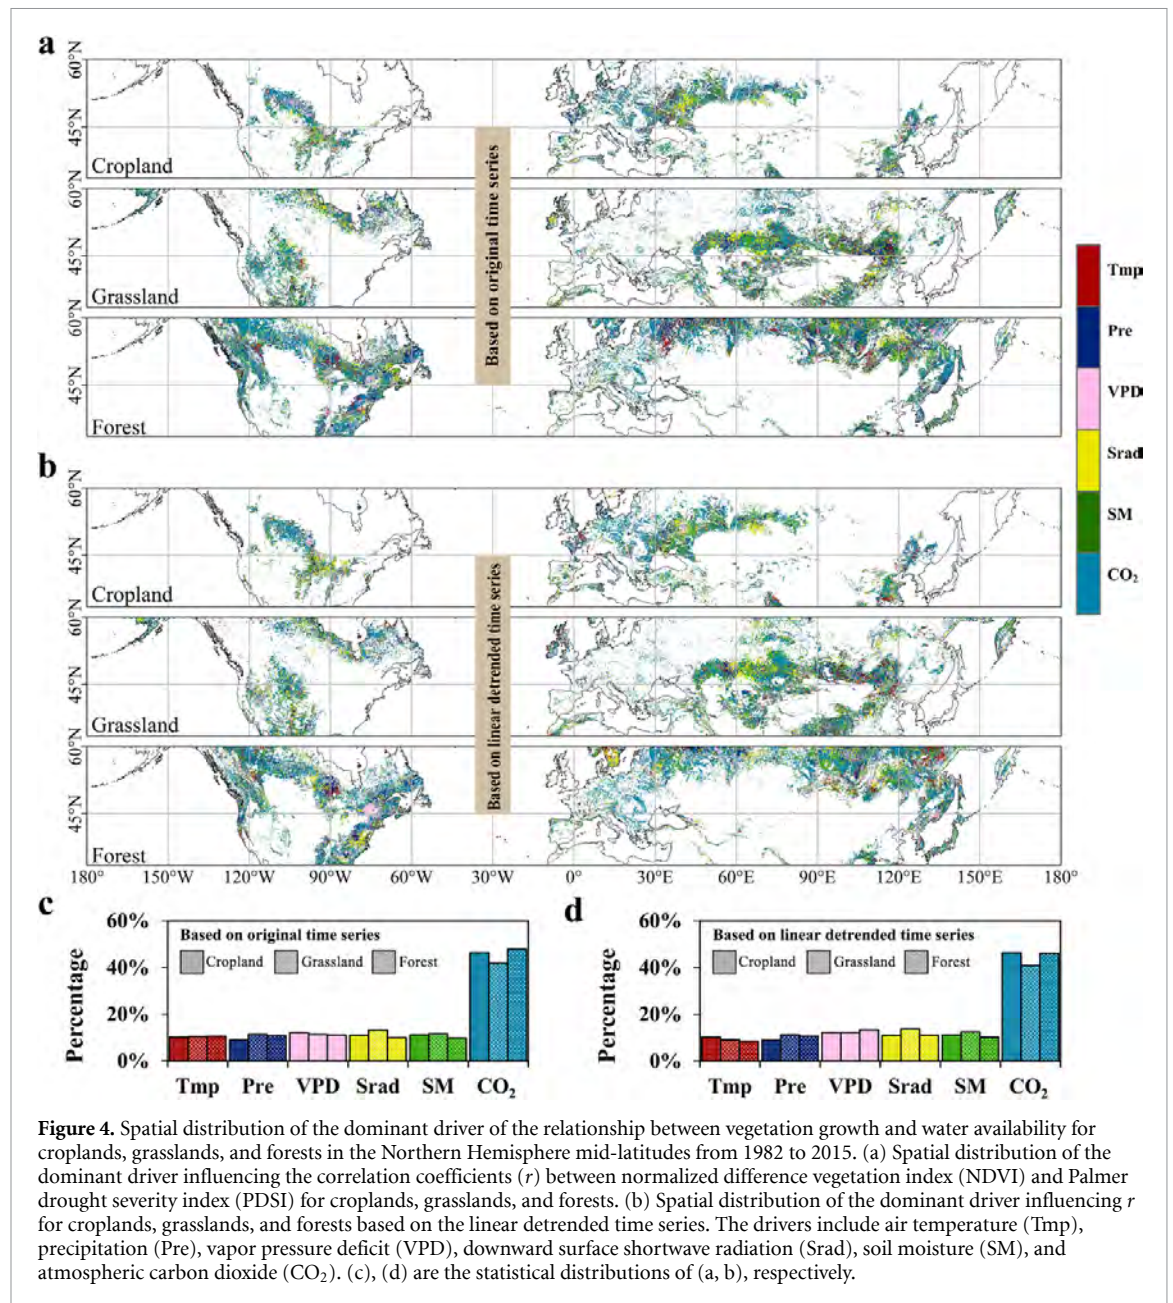 a
60°N
45°N
Cropland
60°N
45°N
Grassland
60°N
45°N
Forest
Based on original time series
Tmp
Pre
VPD
Srad
SM
CO₂
b
60°N
45°N
Cropland
60°N
45°N
Grassland
60°N
45°N
Forest
Based on linear detrended time series
180° 150°W 120°W 90°W 60°W 30°W 0° 30°E 60°E 90°E 120°E 150°E 180°
c
60%
40%
20%
0%
Percentage
Based on original time series
Cropland Grassland Forest
Tmp Pre VPD Srad SM CO₂
d
60%
40%
20%
0%
Percentage
Based on linear detrended time series
Cropland Grassland Forest
Tmp Pre VPD Srad SM CO₂
Figure 4. Spatial distribution of the dominant driver of the relationship between vegetation growth and water availability for
croplands, grasslands, and forests in the Northern Hemisphere mid-latitudes from 1982 to 2015. (a) Spatial distribution of the
dominant driver influencing the correlation coefficients (r) between normalized difference vegetation index (NDVI) and Palmer
drought severity index (PDSI) for croplands, grasslands, and forests. (b) Spatial distribution of the dominant driver influencing r
for croplands, grasslands, and forests based on the linear detrended time series. The drivers include air temperature (Tmp),
precipitation (Pre), vapor pressure deficit (VPD), downward surface shortwave radiation (Srad), soil moisture (SM), and
atmospheric carbon dioxide (CO₂). (c), (d) are the statistical distributions of (a, b), respectively.